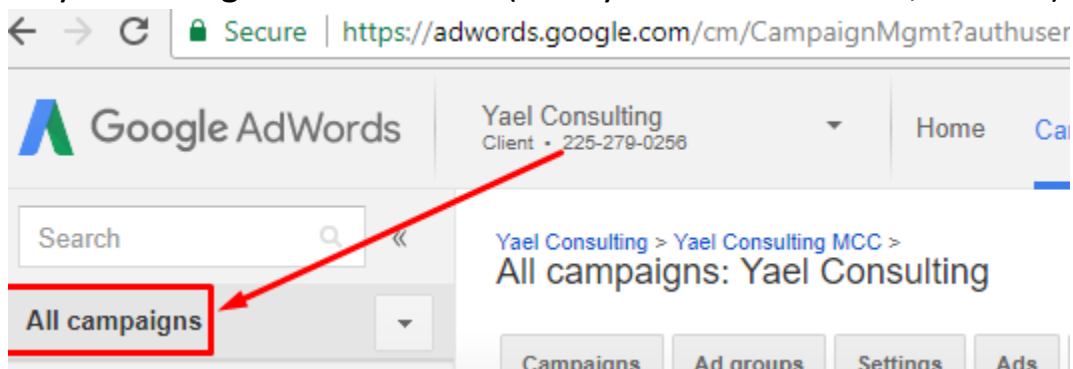 Secure | https://adwords.google.com/cm/CampaignMgmt?authuser
Google AdWords
Yael Consulting
Client • 225-279-0256
Home
Search
«
Yael Consulting > Yael Consulting MCC >
All campaigns: Yael Consulting
All campaigns
Campaigns Ad groups Settings Ads